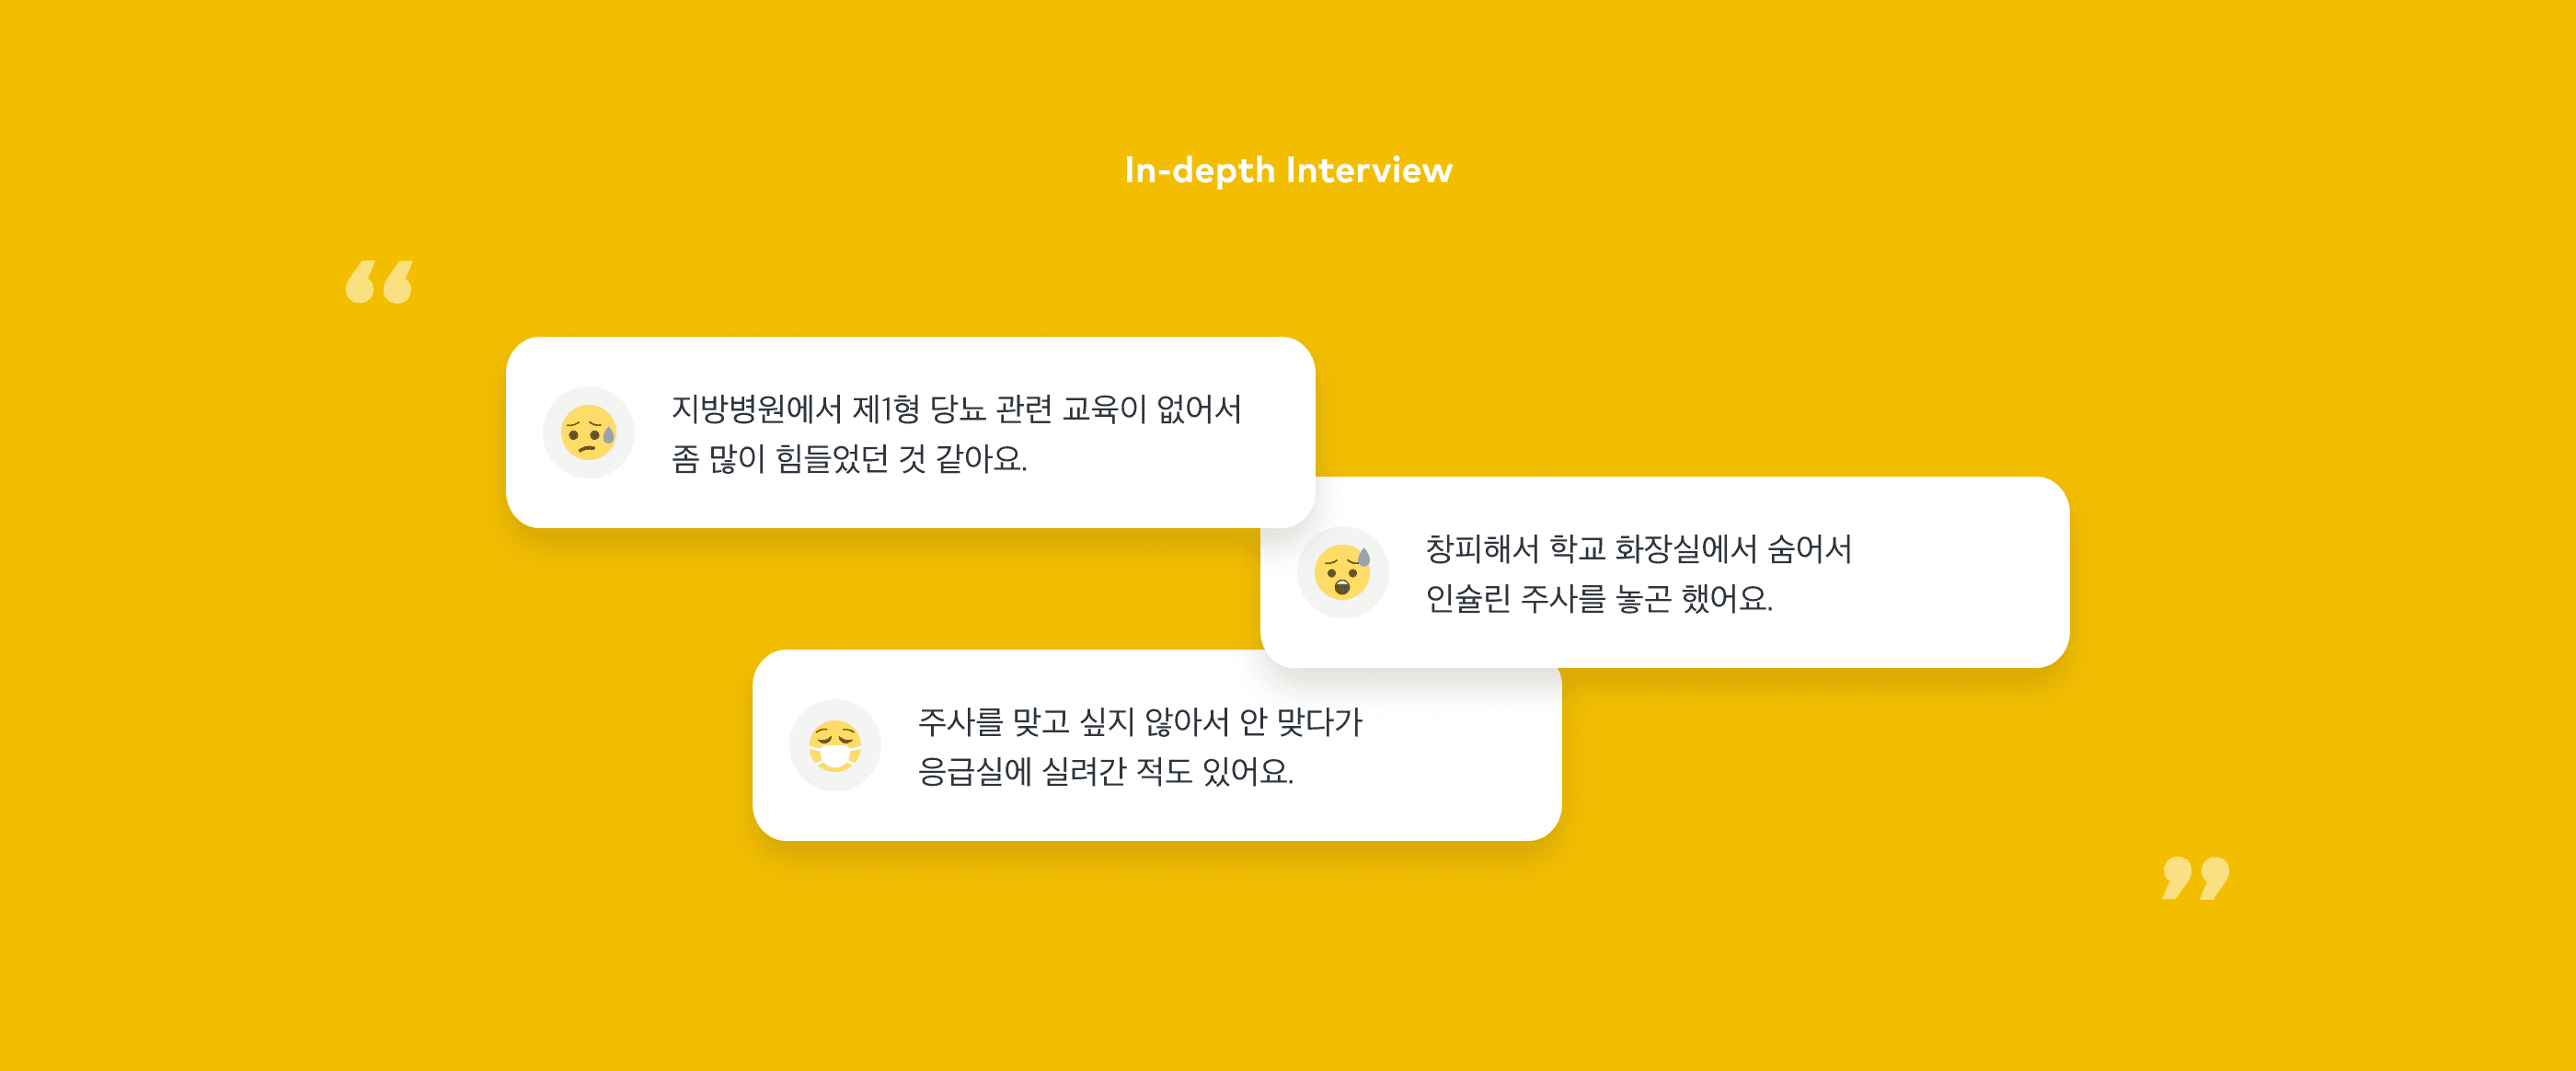 In-depth Interview
“
지방병원에서 제1형 당뇨 관련 교육이 없어서
좀 많이 힘들었던 것 같아요.
창피해서 학교 화장실에서 숨어서
인슐린 주사를 놓곤 했어요.
주사를 맞고 싶지 않아서 안 맞다가
응급실에 실려간 적도 있어요.
”